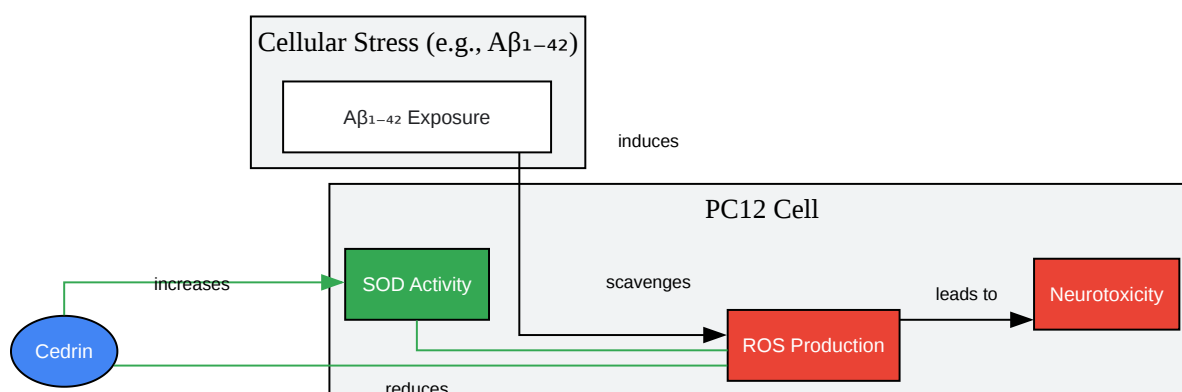 Cellular Stress (e.g., Aβ₁₋₄₂)
Aβ₁₋₄₂ Exposure
induces
PC12 Cell
increases
SOD Activity
scavenges
leads to
Neurotoxicity
Cedrin
ROS Production
reduces